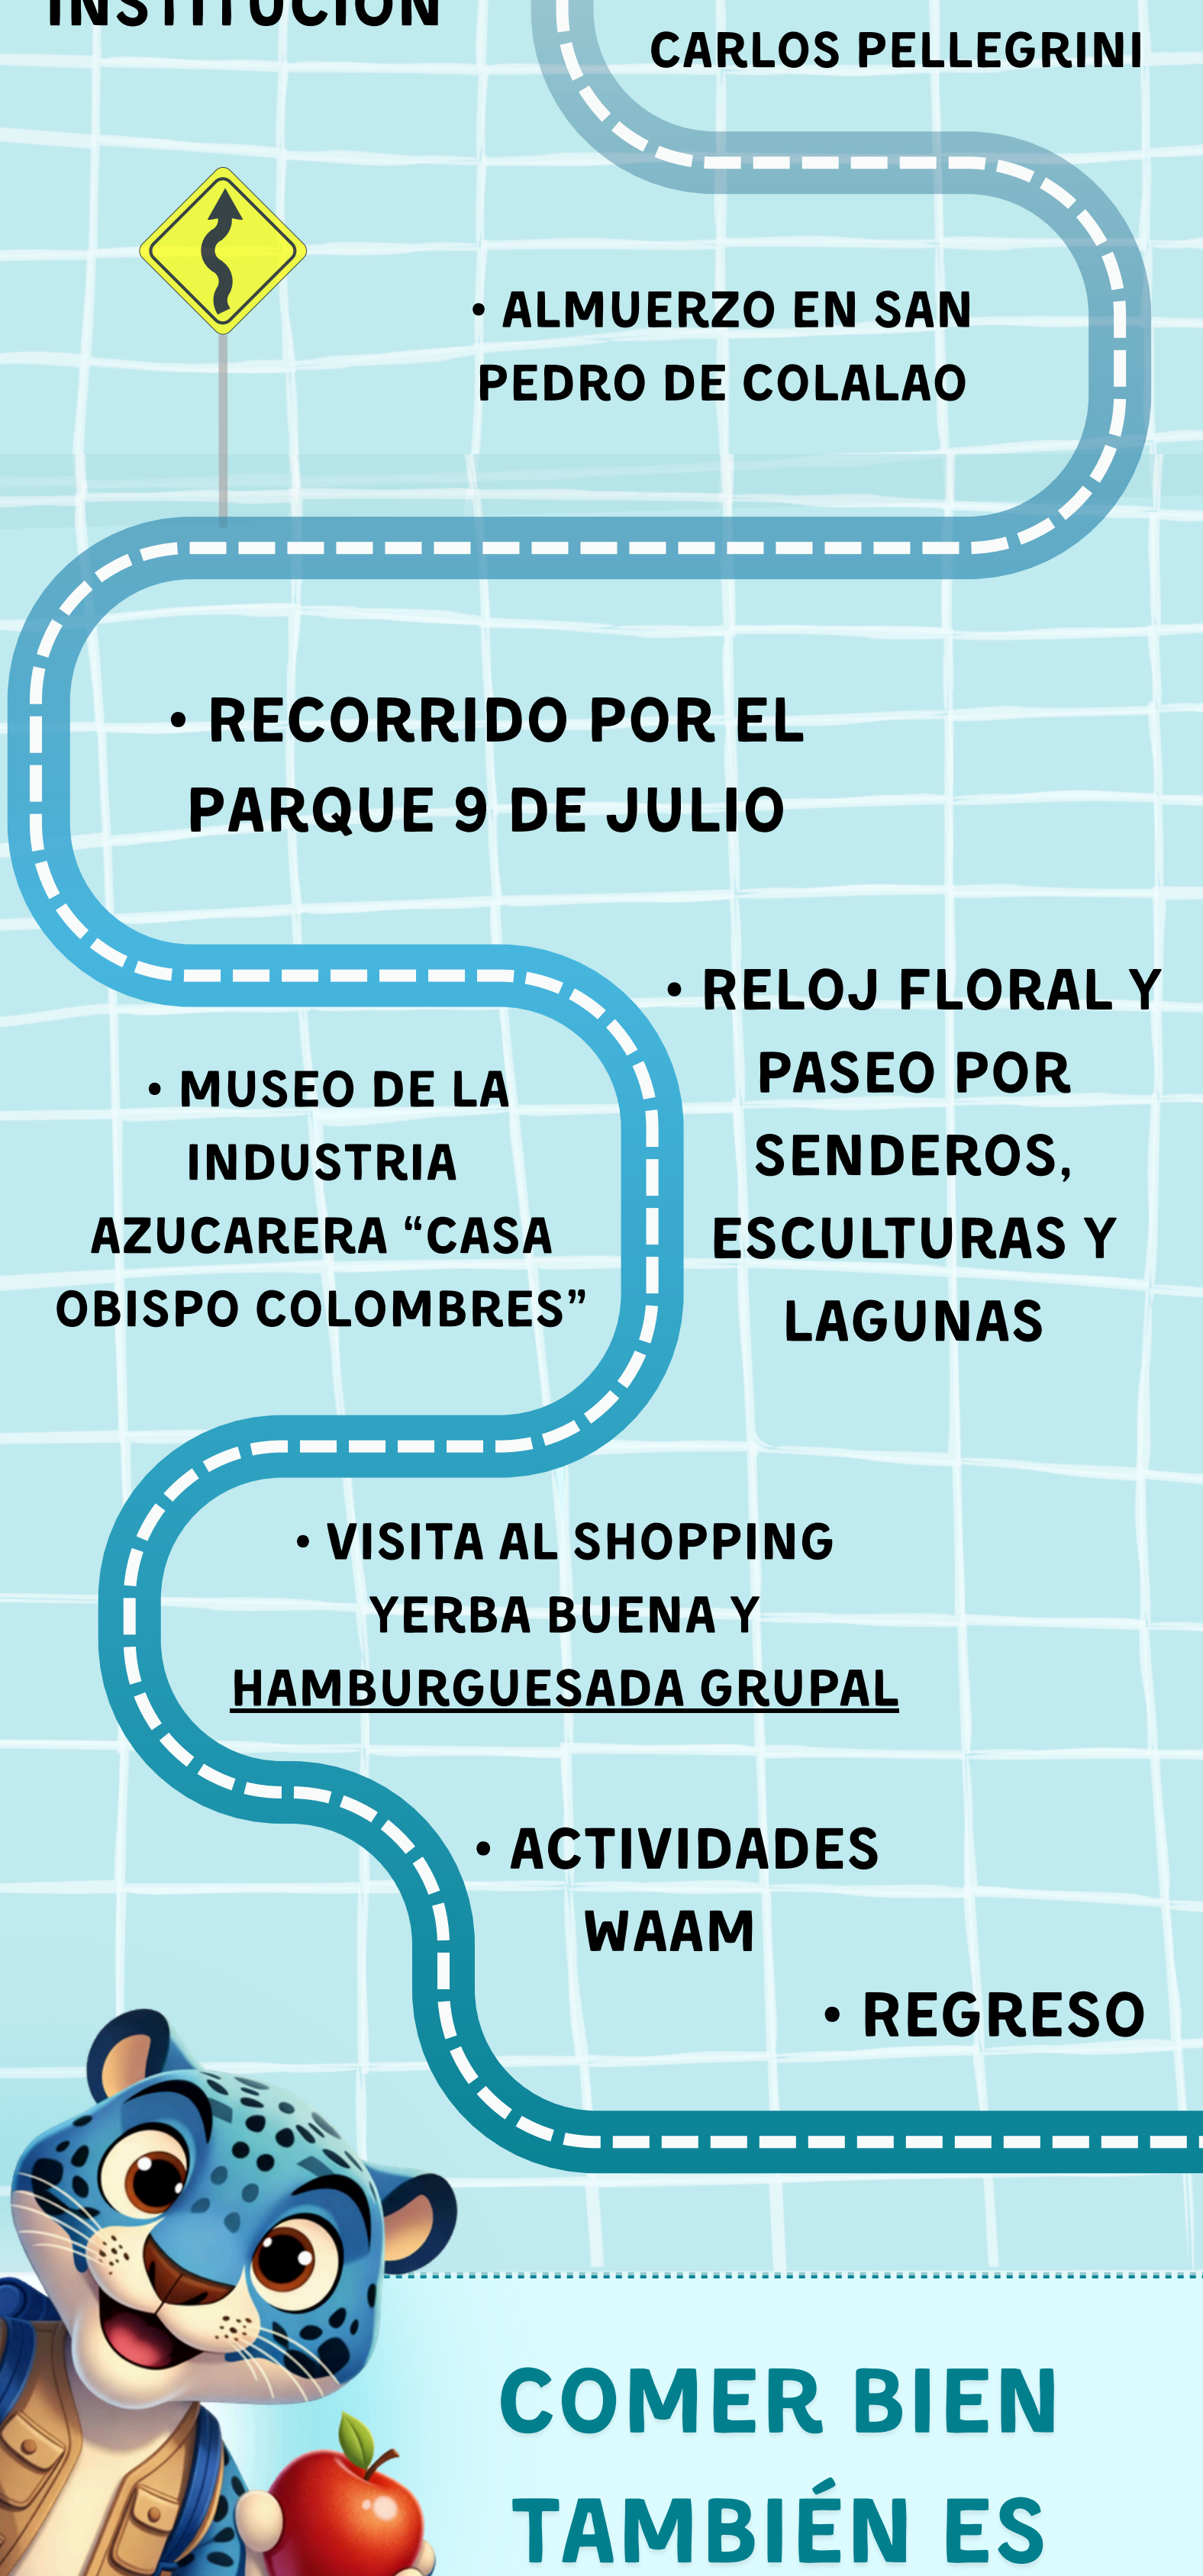 INSTITUCIÓN
CARLOS PELLEGRINI
• ALMUERZO EN SAN
PEDRO DE COLALAO
• RECORRIDO POR EL
PARQUE 9 DE JULIO
• RELOJ FLORAL Y
PASEO POR
SENDEROS,
ESCULTURAS Y
LAGUNAS
• MUSEO DE LA
INDUSTRIA
AZUCARERA “CASA
OBISPO COLOMBRES”
• VISITA AL SHOPPING
YERBA BUENA Y
HAMBURGUESADA GRUPAL
• ACTIVIDADES
WAAM
• REGRESO
COMER BIEN
TAMBIÉN ES